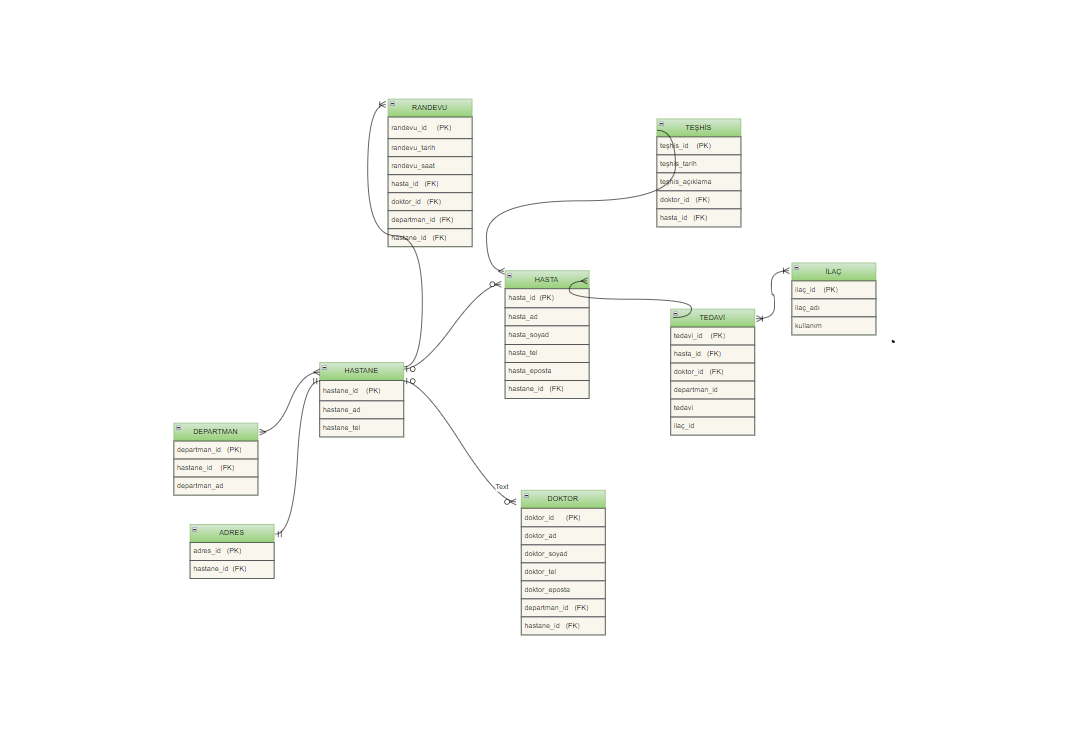 RANDEVU
randevu_id (PK)
randevu_tarih
randevu_saat
hasta_id (FK)
doktor_id (FK)
departman_id (FK)
hastane_id (FK)
TEŞHİS
teşhis_id (PK)
teşhis_tarih
teşhis_açıklama
doktor_id (FK)
hasta_id (FK)
HASTA
hasta_id (PK)
hasta_ad
hasta_soyad
hasta_tel
hasta_eposta
hastane_id (FK)
İLAÇ
ilaç_id (PK)
ilaç_adı
kullanım
TEDAVİ
tedavi_id (PK)
hasta_id (FK)
doktor_id (FK)
departman_id
tedavi
ilaç_id
HASTANE
hastane_id (PK)
hastane_ad
hastane_tel
DEPARTMAN
departman_id (PK)
hastane_id (FK)
departman_ad
ADRES
adres_id (PK)
hastane_id (FK)
Text
DOKTOR
doktor_id (PK)
doktor_ad
doktor_soyad
doktor_tel
doktor_eposta
departman_id (FK)
hastane_id (FK)